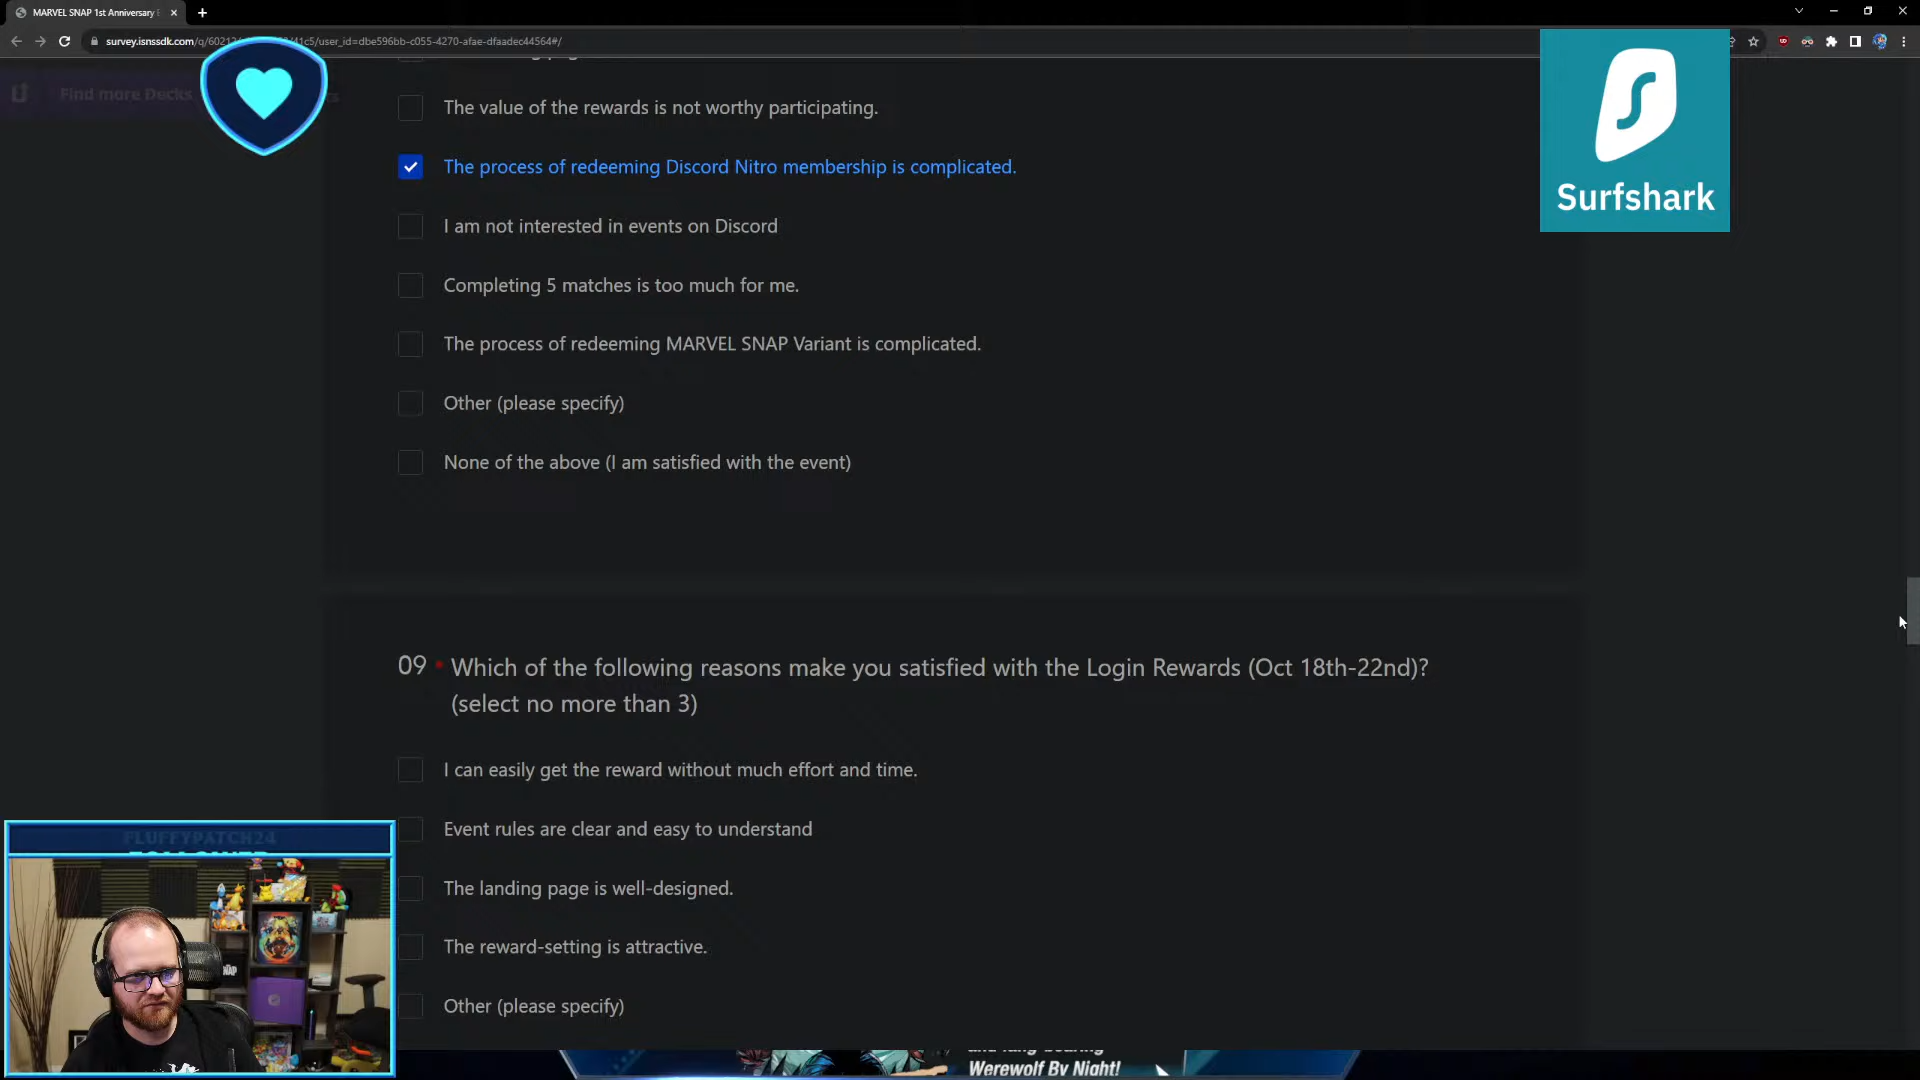 MARVEL SNAP 1st Anniversary
survey.isnssdk.com/q/60212
41c5/user_id=dbe596bb-c055-4270-afae-dfaadec44564#/
Find more Decks
The value of the rewards is not worthy participating.
The process of redeeming Discord Nitro membership is complicated.
I am not interested in events on Discord
Completing 5 matches is too much for me.
The process of redeeming MARVEL SNAP Variant is complicated.
Other (please specify)
None of the above (I am satisfied with the event)
Surfshark
09 * Which of the following reasons make you satisfied with the Login Rewards (Oct 18th-22nd)?
(select no more than 3)
I can easily get the reward without much effort and time.
Event rules are clear and easy to understand
The landing page is well-designed.
The reward-setting is attractive.
Other (please specify)
FLUFFYPATCH24
SNAP
Werewolf By Night!